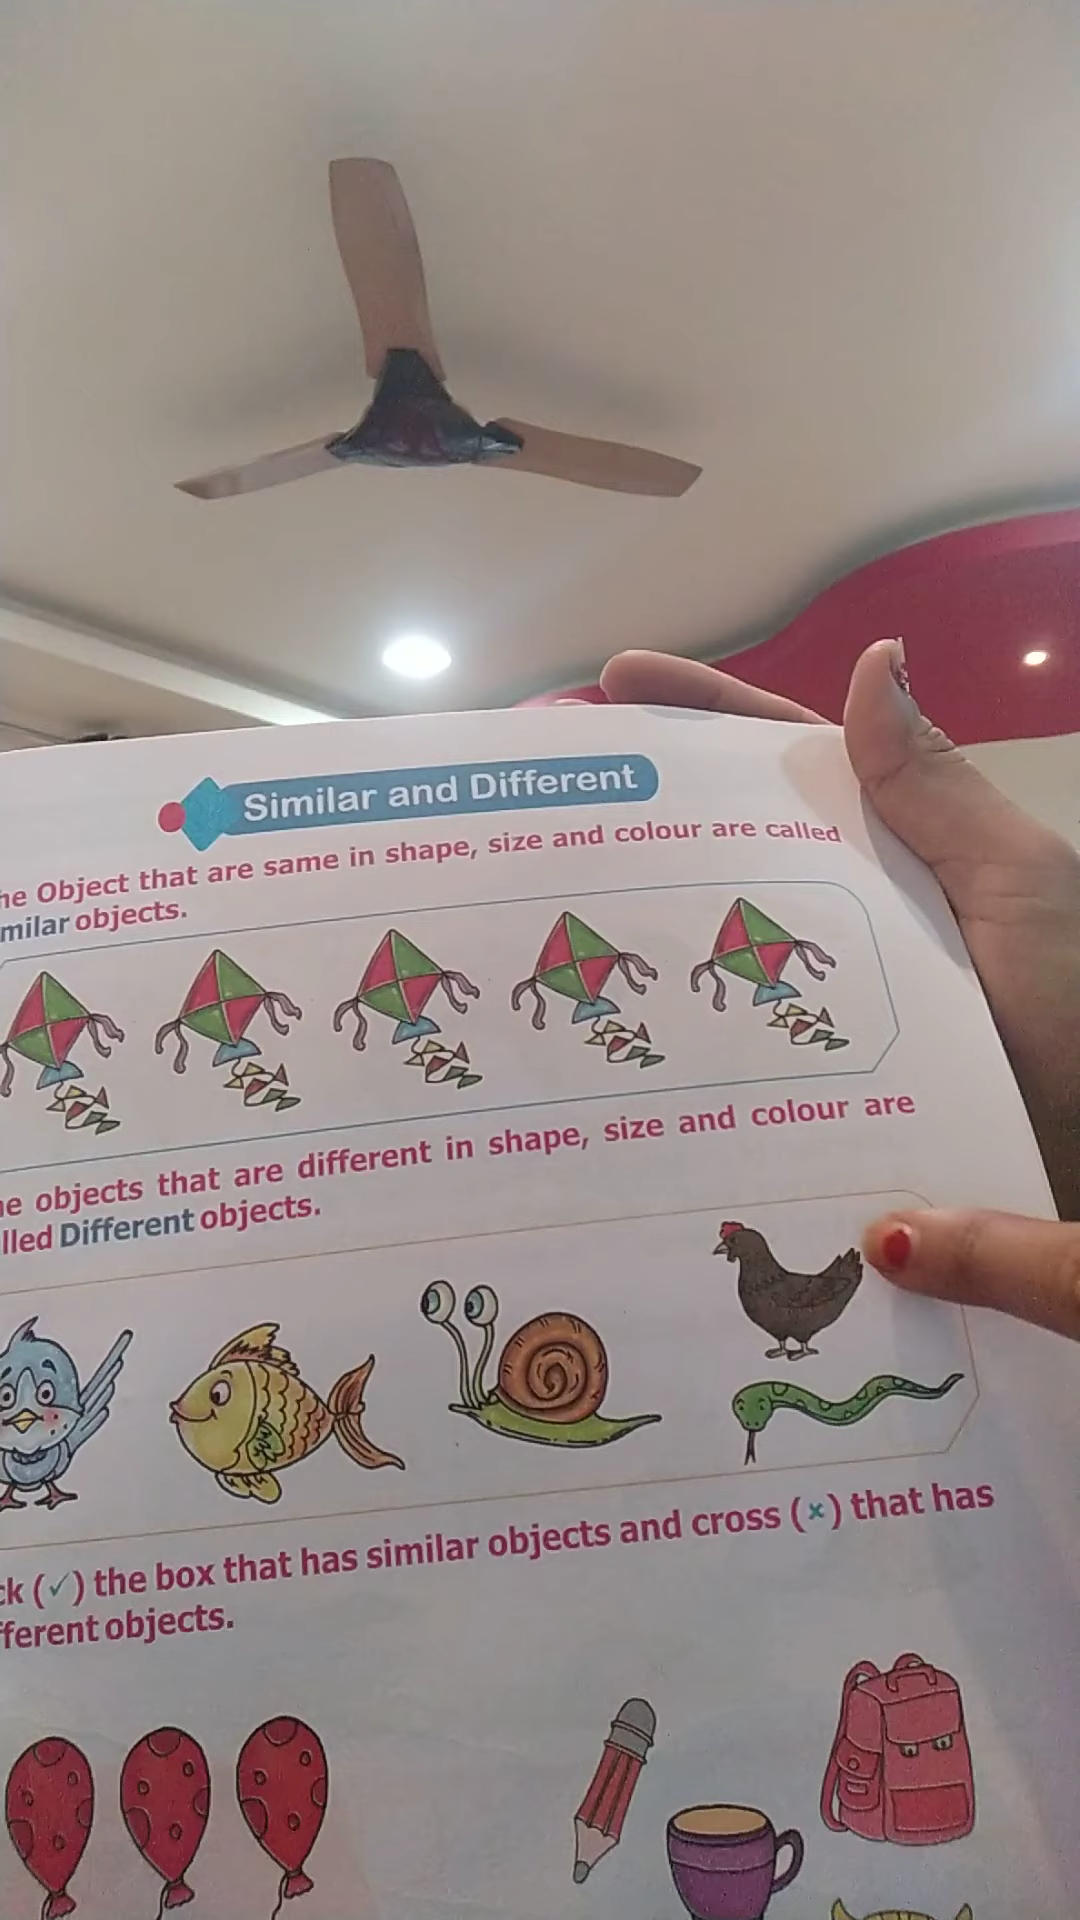 Similar and Different
he Object that are same in shape, size and colour are called
milar objects.
e objects that are different in shape, size and colour are
lled Different objects.
ck (✓) the box that has similar objects and cross (×) that has
fferent objects.